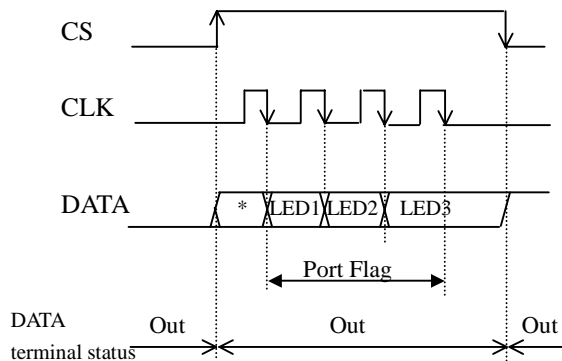 CS
CLK
DATA
* LED1 LED2 LED3
Port Flag
DATA
terminal status
Out Out Out